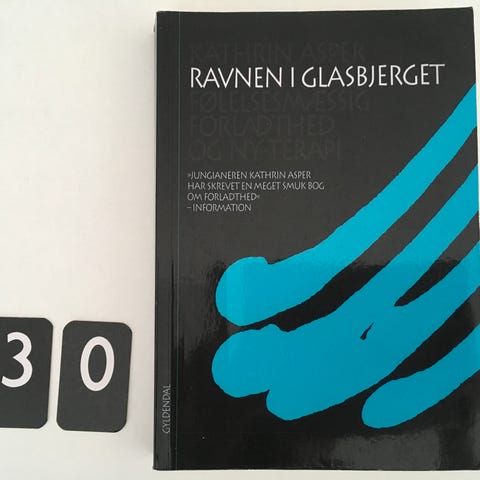 KATHRIN ASPER
RAVNEN I GLASBJERGET
FØLELSESMÆSSIG
FORLADTHED
OG NY TERAPI
»JUNGIANEREN KATHRIN ASPER
HAR SKREVET EN MEGET SMUK BOG
OM FORLADTHED«
– INFORMATION
GYLDENDAL
3 0